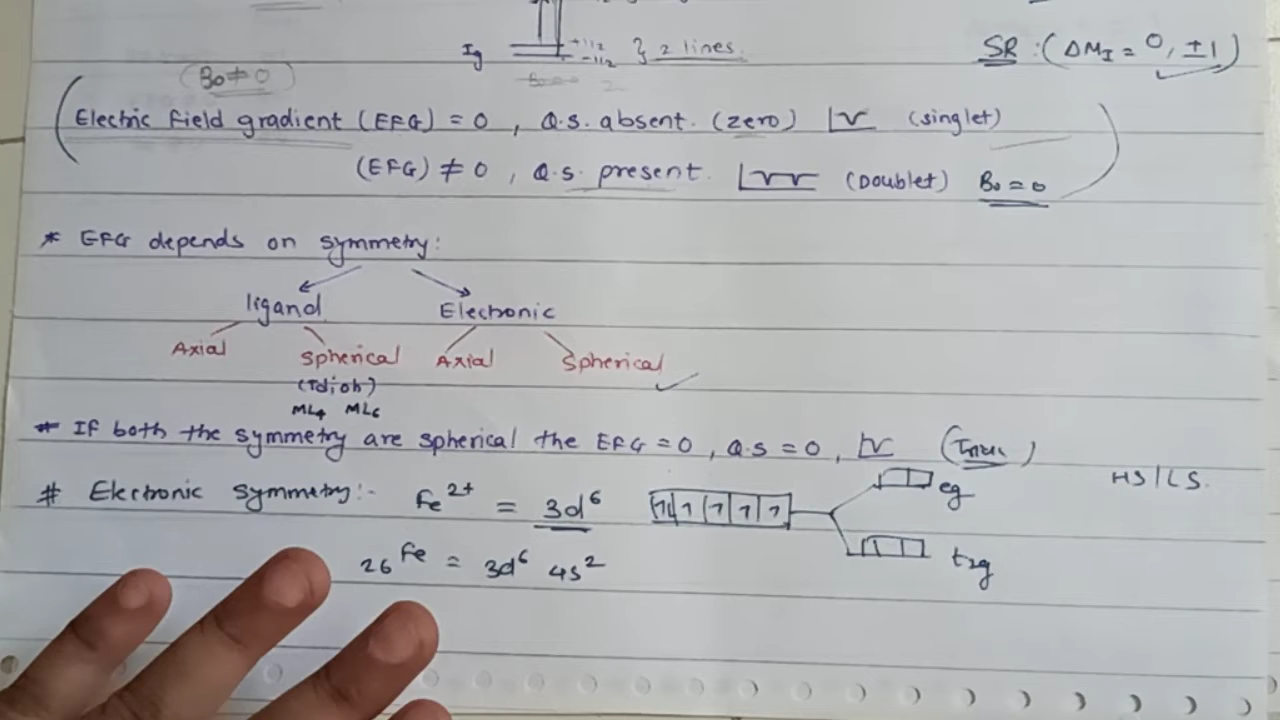 Ig +1/2 -1/2 } 2 lines. SR : (ΔMI = 0, ±1)
(B0 ≠ 0)
Electric field gradient (EFG) = 0, Q.S. absent. (zero) (singlet)
(EFG) ≠ 0, Q.S. present. (Doublet) B0 = 0
* EFG depends on symmetry:
ligand Electronic
Axial Spherical Axial Spherical
(Td; oh)
ML4 ML6
* If both the symmetry are spherical the EFG = 0, Q.S = 0,
HS/LS.
# Electronic symmetry:- Fe2+ = 3d6 eg
26Fe = 3d6 4s2 t2g